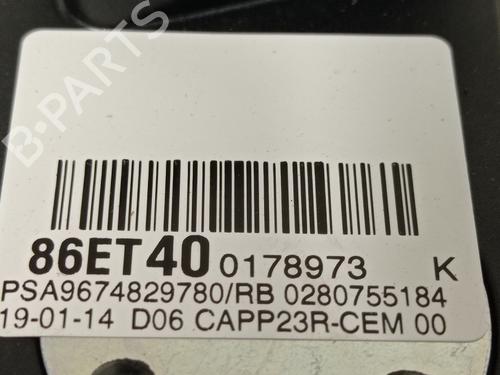 B-PARTS
86ET40 0178973 K
PSA9674829780/RB 0280755184
19-01-14 D06 CAPP23R-CEM 00